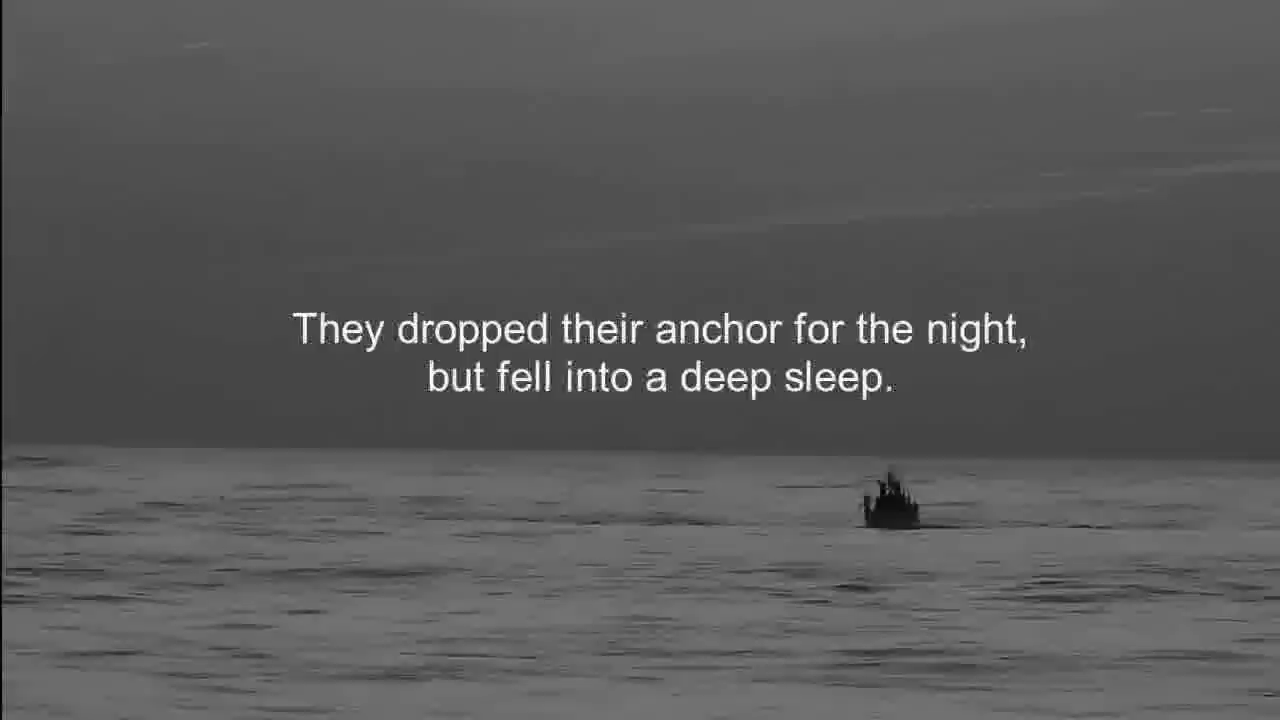 They dropped their anchor for the night,
but fell into a deep sleep.